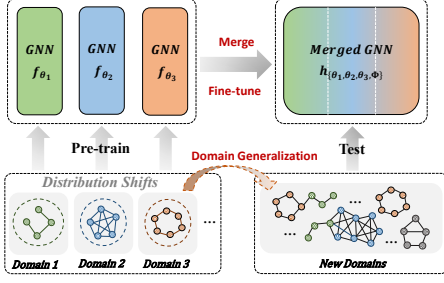 GNN
f_θ1
GNN
f_θ2
GNN
f_θ3
Merge
Fine-tune
Merged GNN
h_{θ1,θ2,θ3,Φ}
Pre-train
Domain Generalization
Test
Distribution Shifts
...
Domain 1
Domain 2
Domain 3
...
...
...
New Domains